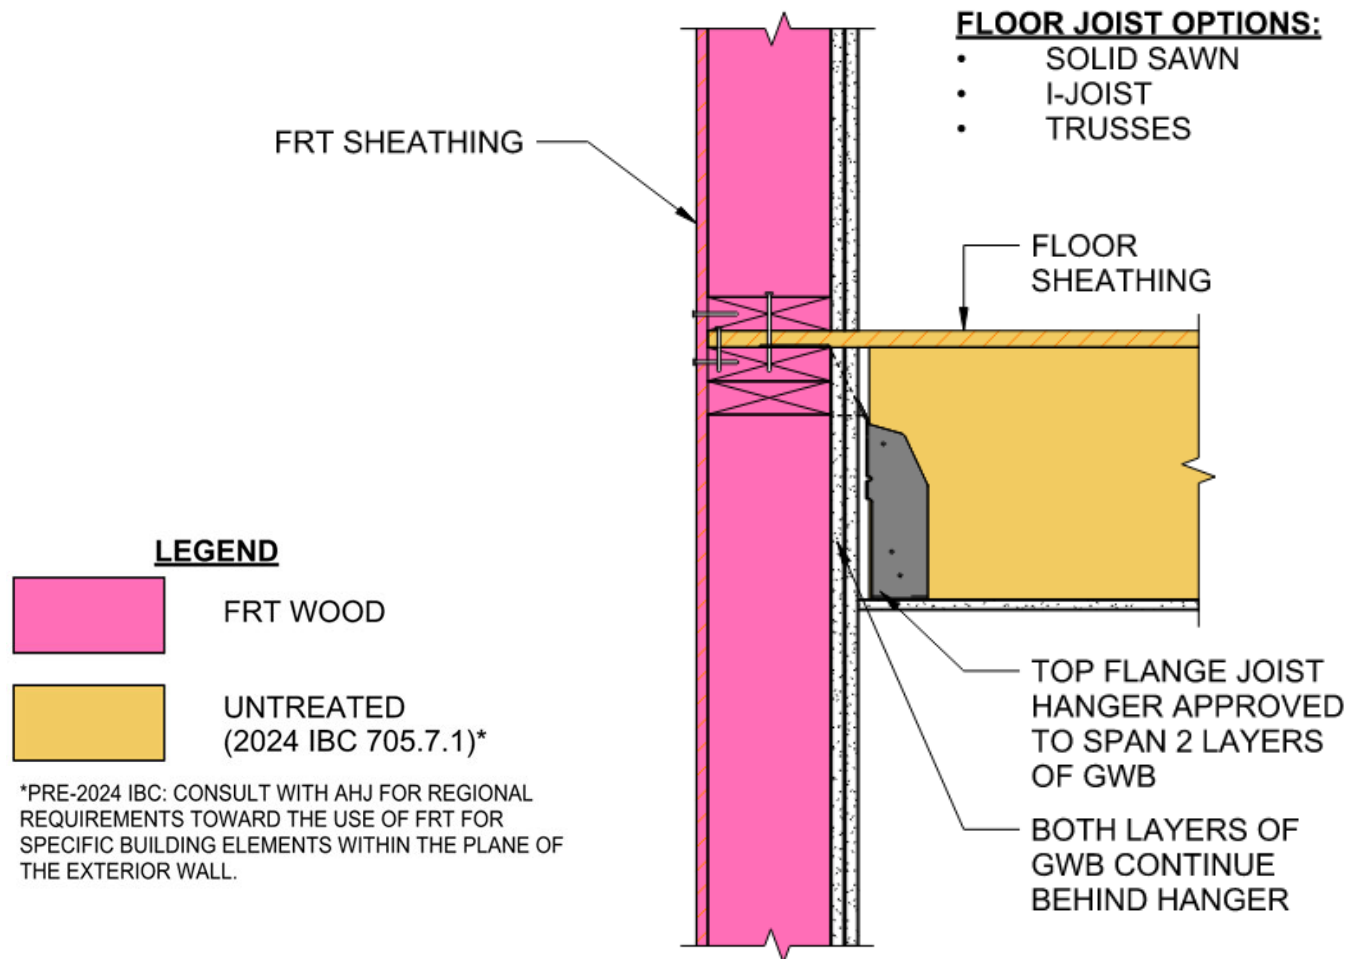 FLOOR JOIST OPTIONS:
• SOLID SAWN
• I-JOIST
• TRUSSES
FRT SHEATHING
FLOOR
SHEATHING
LEGEND
FRT WOOD
UNTREATED
(2024 IBC 705.7.1)*
*PRE-2024 IBC: CONSULT WITH AHJ FOR REGIONAL
REQUIREMENTS TOWARD THE USE OF FRT FOR
SPECIFIC BUILDING ELEMENTS WITHIN THE PLANE OF
THE EXTERIOR WALL.
TOP FLANGE JOIST
HANGER APPROVED
TO SPAN 2 LAYERS
OF GWB
BOTH LAYERS OF
GWB CONTINUE
BEHIND HANGER